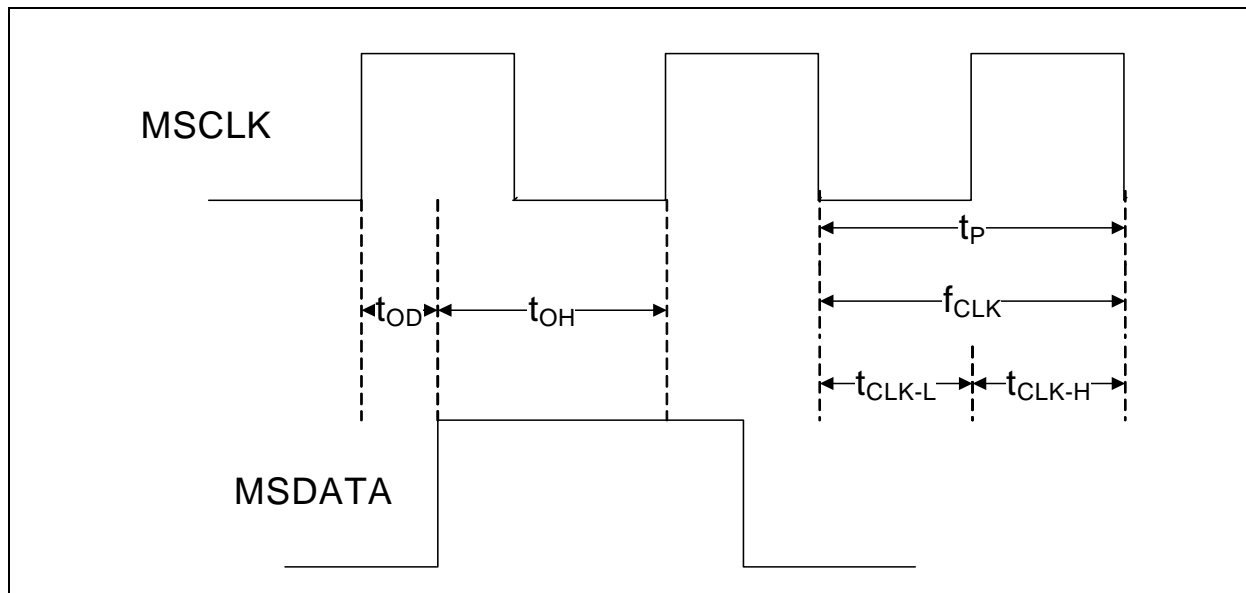 MSCLK
tP
tOD
tOH
fCLK
tCLK-L
tCLK-H
MSDATA